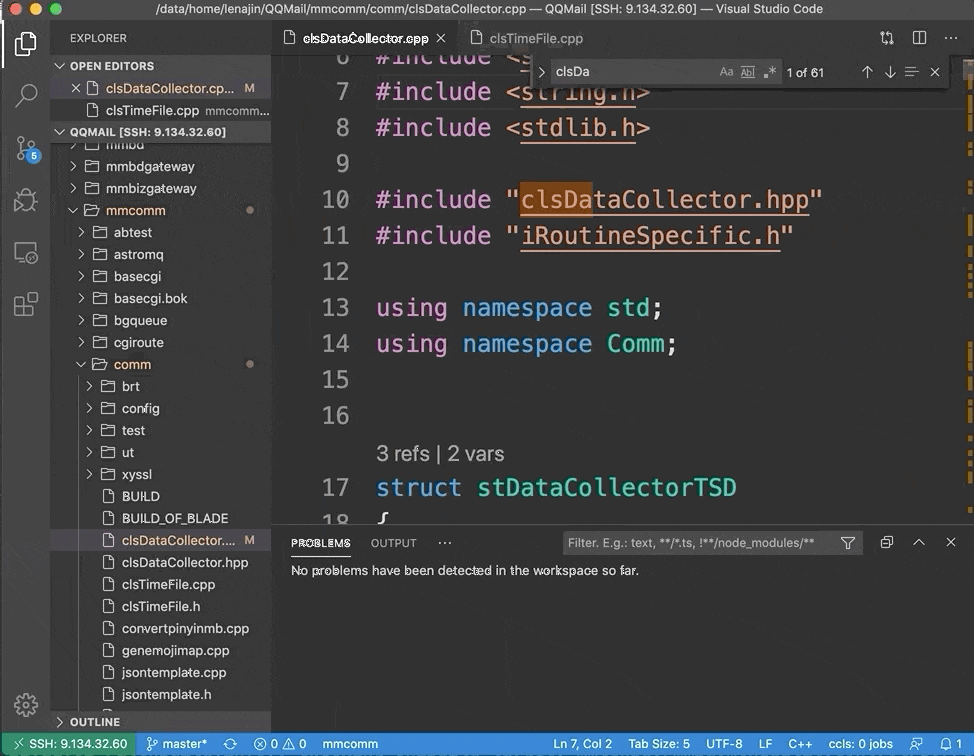 /data/home/lenajin/QQMail/mmcomm/comm/clsDataCollector.cpp — QQMail [SSH: 9.134.32.60] — Visual Studio Code
EXPLORER
OPEN EDITORS
clsDataCollector.cp... M
clsTimeFile.cpp mmcomm...
QQMAIL [SSH: 9.134.32.60]
mmbd
mmbdgateway
mmbizgateway
mmcomm
abtest
astromq
basecgi
basecgi.bok
bgqueue
cgiroute
comm
brt
config
test
ut
xyssl
BUILD
BUILD_OF_BLADE
clsDataCollector.... M
clsDataCollector.hpp
clsTimeFile.cpp
clsTimeFile.h
convertpinyinmb.cpp
genemojimap.cpp
jsontemplate.cpp
jsontemplate.h
OUTLINE
5
clsDataCollector.cpp
clsTimeFile.cpp
clsDa
Aa Abl .*
1 of 61
6 #include <s
7 #include <string.h>
8 #include <stdlib.h>
9
10 #include "clsDataCollector.hpp"
11 #include "iRoutineSpecific.h"
12
13 using namespace std;
14 using namespace Comm;
15
16
3 refs | 2 vars
17 struct stDataCollectorTSD
18 {
PROBLEMS OUTPUT ...
Filter. E.g.: text, **/*.ts, !**/node_modules/**
No problems have been detected in the workspace so far.
SSH: 9.134.32.60 master* 0 0 mmcomm Ln 7, Col 2 Tab Size: 5 UTF-8 LF C++ ccls: 0 jobs 1